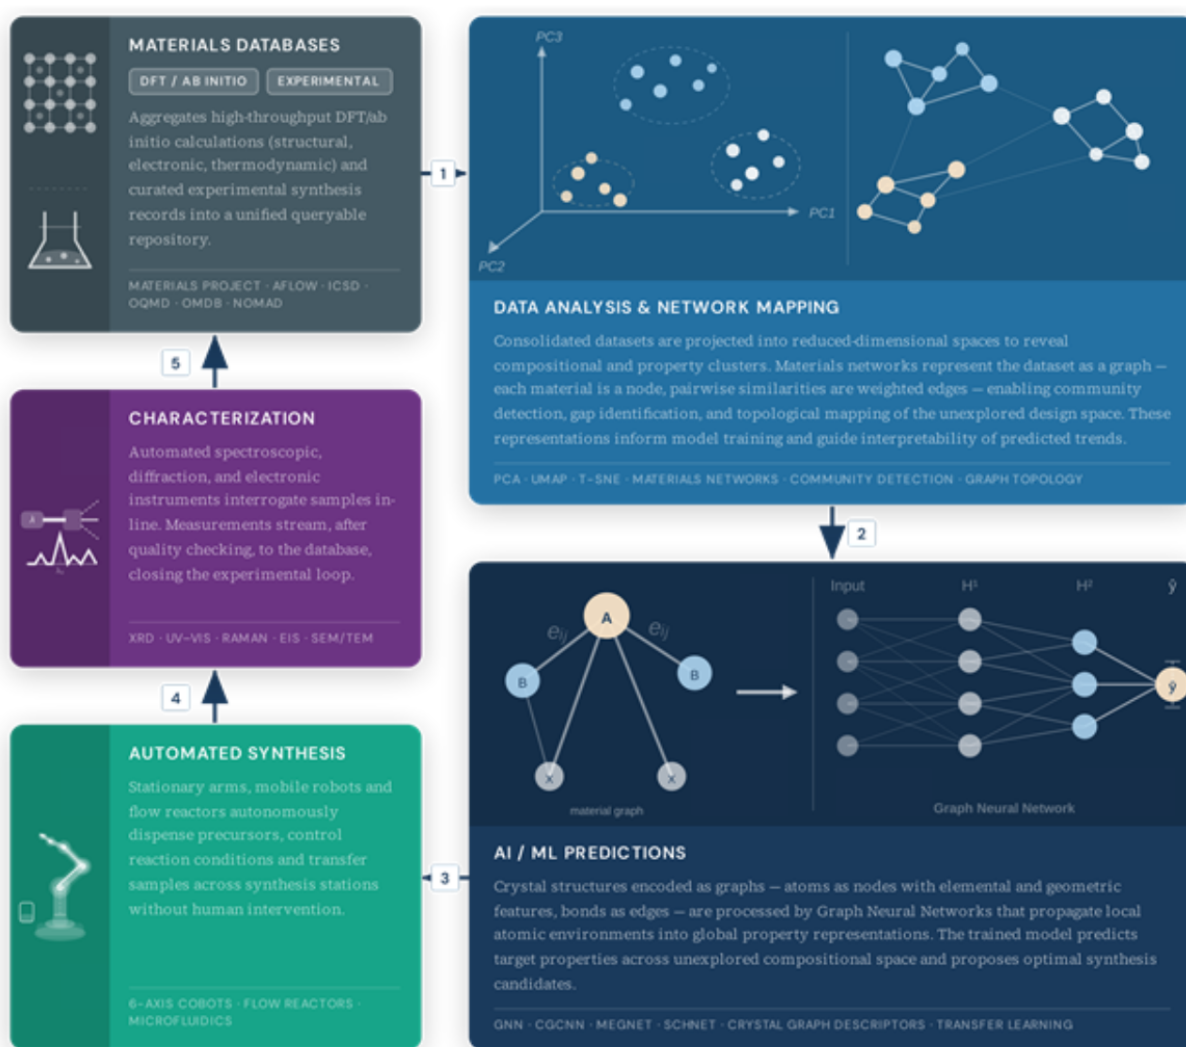 MATERIALS DATABASES
DFT / AB INITIO
EXPERIMENTAL
Aggregates high-throughput DFT/ab
initio calculations (structural,
electronic, thermodynamic) and
curated experimental synthesis
records into a unified queryable
repository.
MATERIALS PROJECT · AFLOW · ICSD ·
OQMD · OMDB · NOMAD
1
PC3
PC1
PC2
DATA ANALYSIS & NETWORK MAPPING
Consolidated datasets are projected into reduced-dimensional spaces to reveal
compositional and property clusters. Materials networks represent the dataset as a graph —
each material is a node, pairwise similarities are weighted edges — enabling community
detection, gap identification, and topological mapping of the unexplored design space. These
representations inform model training and guide interpretability of predicted trends.
PCA · UMAP · T-SNE · MATERIALS NETWORKS · COMMUNITY DETECTION · GRAPH TOPOLOGY
2
A
eij
eij
B
B
X
X
material graph
Input
H¹
H²
ŷ
ŷ
Graph Neural Network
AI / ML PREDICTIONS
Crystal structures encoded as graphs — atoms as nodes with elemental and geometric
features, bonds as edges — are processed by Graph Neural Networks that propagate local
atomic environments into global property representations. The trained model predicts
target properties across unexplored compositional space and proposes optimal synthesis
candidates.
GNN · CGCNN · MEGNET · SCHNET · CRYSTAL GRAPH DESCRIPTORS · TRANSFER LEARNING
3
AUTOMATED SYNTHESIS
Stationary arms, mobile robots and
flow reactors autonomously
dispense precursors, control
reaction conditions and transfer
samples across synthesis stations
without human intervention.
6-AXIS COBOTS · FLOW REACTORS ·
MICROFLUIDICS
4
CHARACTERIZATION
Automated spectroscopic,
diffraction, and electronic
instruments interrogate samples in-
line. Measurements stream, after
quality checking, to the database,
closing the experimental loop.
XRD · UV-VIS · RAMAN · EIS · SEM/TEM
5